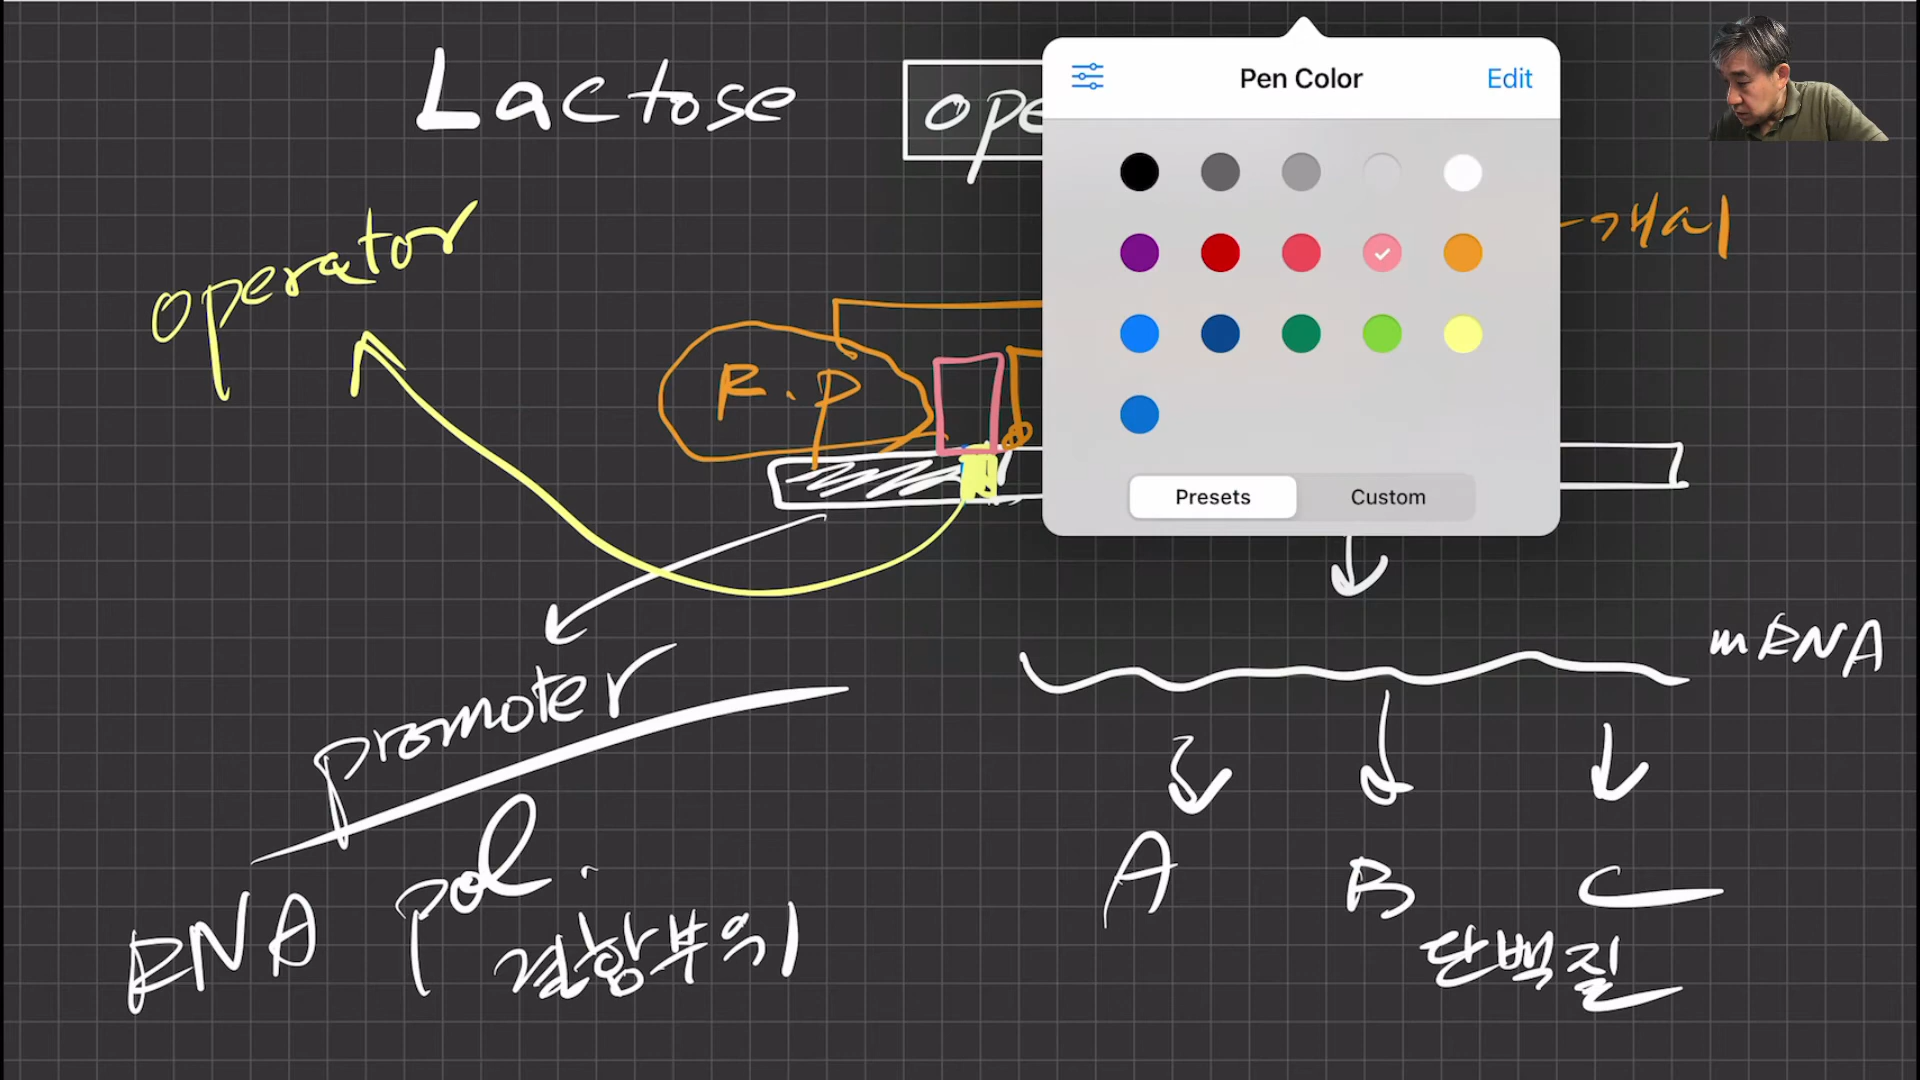 Lactose ope
Pen Color
Edit
operator
개시
R.P
Presets
Custom
mRNA
promoter
RNA pol.
결합부위
A B C
단백질